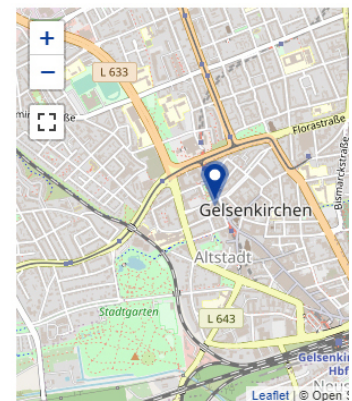 +
L 633
−
Florastraße
Bismarckstraße
Gelsenkirchen
Altstadt
Stadtgarten
L 643
Gelsenki
Hbf
Leaflet | © Open S